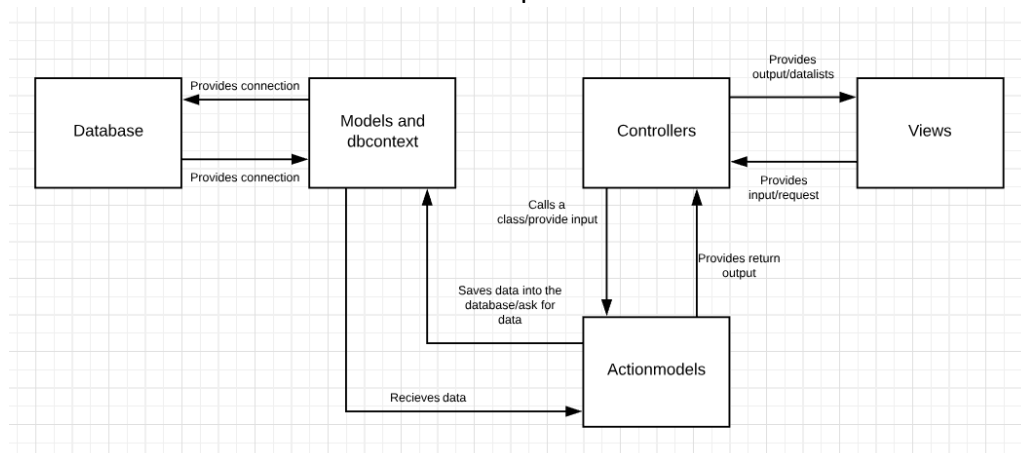 Provides
output/datalists
Provides connection
Database
Models and
dbcontext
Controllers
Views
Provides connection
Provides
input/request
Calls a
class/provide input
Provides return
output
Saves data into the
database/ask for
data
Actionmodels
Recieves data